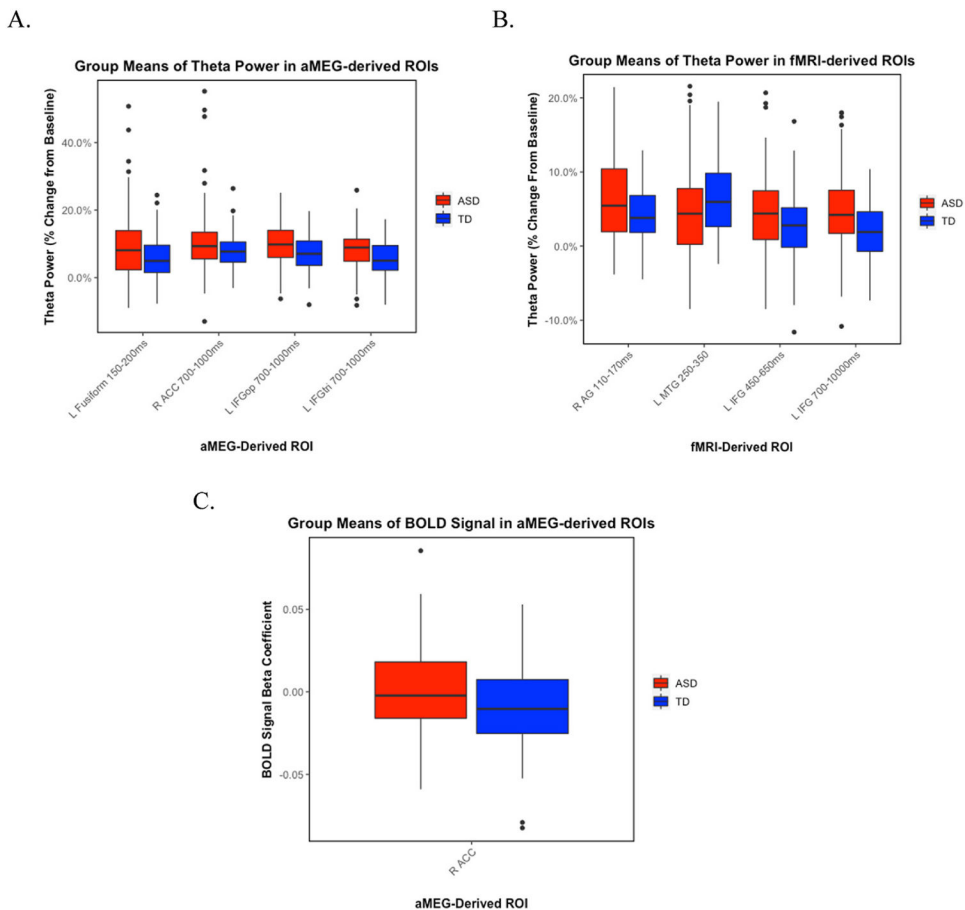 A.
Group Means of Theta Power in aMEG-derived ROIs
Theta Power (% Change from Baseline)
40.0%
20.0%
0.0%
ASD
TD
L Fusiform 150-200ms
R ACC 700-1000ms
L IFGop 700-1000ms
L IFGtri 700-1000ms
aMEG-Derived ROI
B.
Group Means of Theta Power in fMRI-derived ROIs
Theta Power (% Change From Baseline)
20.0%
10.0%
0.0%
-10.0%
ASD
TD
R AG 110-170ms
L MTG 250-350
L IFG 450-650ms
L IFG 700-10000ms
fMRI-Derived ROI
C.
Group Means of BOLD Signal in aMEG-derived ROIs
BOLD Signal Beta Coefficient
0.05
0.00
-0.05
ASD
TD
R ACC
aMEG-Derived ROI